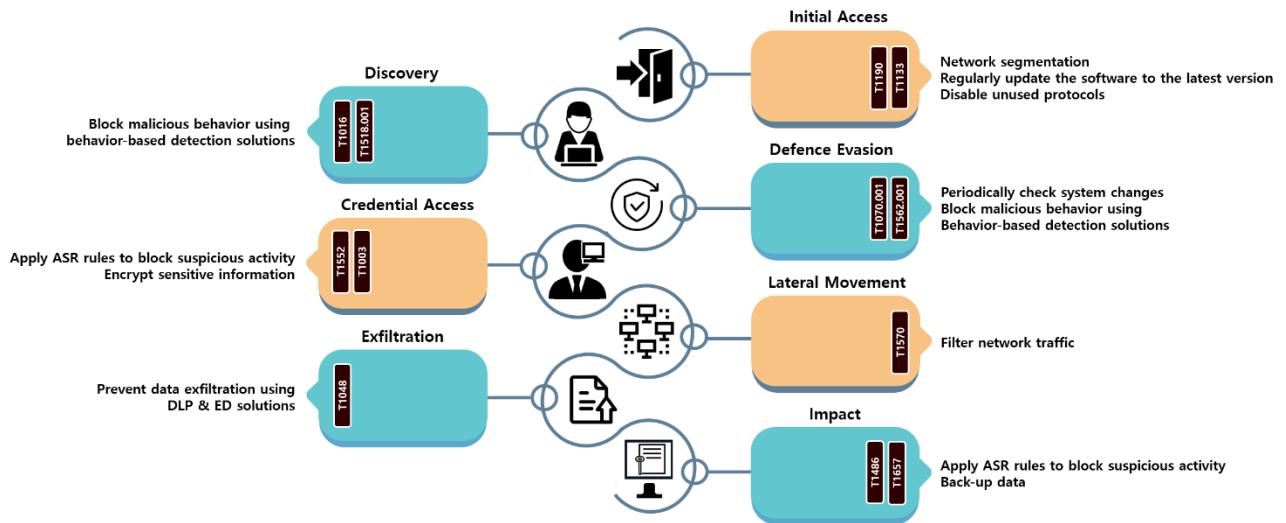 Initial Access
T1190
T1133
Network segmentation
Regularly update the software to the latest version
Disable unused protocols
Discovery
T1016
T1518.001
Block malicious behavior using
behavior-based detection solutions
Defence Evasion
T1070.001
T1562.001
Periodically check system changes
Block malicious behavior using
Behavior-based detection solutions
Credential Access
T1552
T1003
Apply ASR rules to block suspicious activity
Encrypt sensitive information
Lateral Movement
T1570
Filter network traffic
Exfiltration
T1048
Prevent data exfiltration using
DLP & ED solutions
Impact
T1486
T1657
Apply ASR rules to block suspicious activity
Back-up data